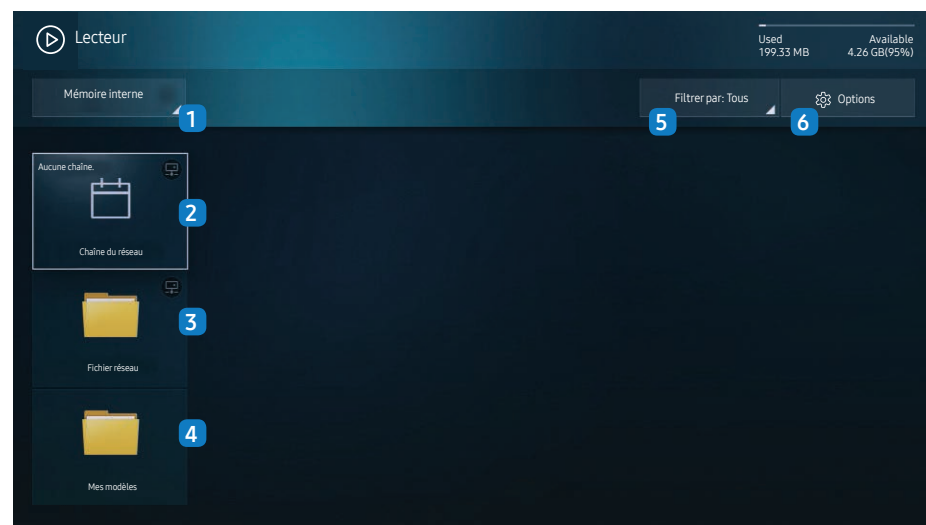 Lecteur
Used Available
199.33 MB 4.26 GB(95%)
Mémoire interne
1
Filtrer par: Tous
5
Options
6
Aucune chaîne.
2
Chaîne du réseau
3
Fichier réseau
4
Mes modèles